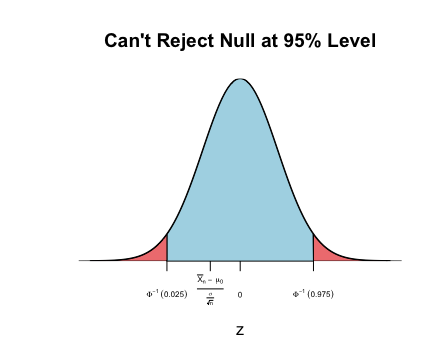 Can't Reject Null at 95% Level
X̅ₙ − μ₀
σ
√n
Φ⁻¹(0.025)
0
Φ⁻¹(0.975)
z